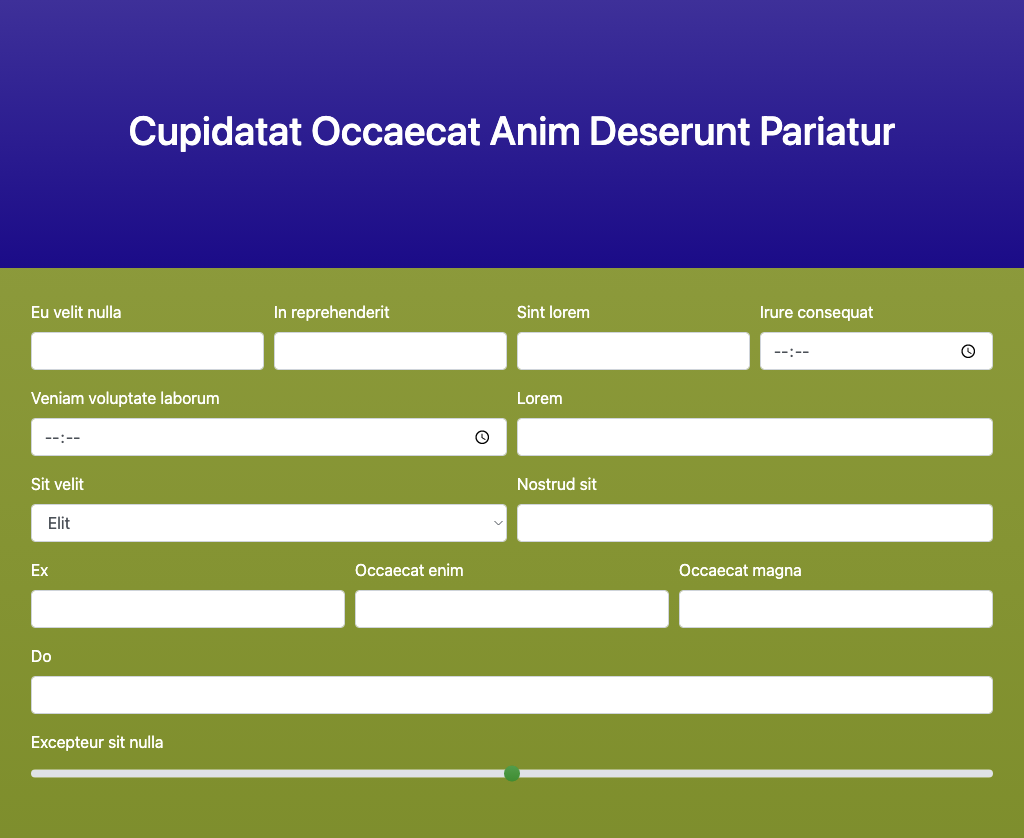 Cupidatat Occaecat Anim Deserunt Pariatur
Eu velit nulla In reprehenderit Sint lorem Irure consequat
--:--
Veniam voluptate laborum Lorem
--:--
Sit velit Nostrud sit
Elit
Ex Occaecat enim Occaecat magna
Do
Excepteur sit nulla